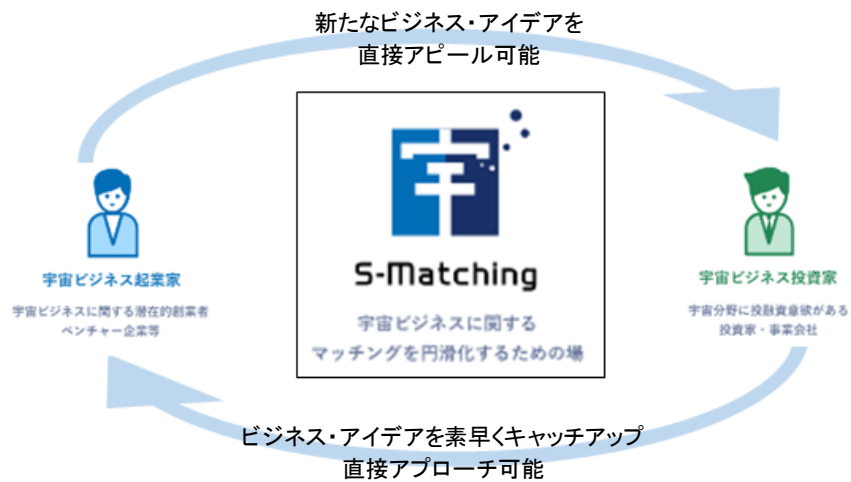 新たなビジネス・アイデアを
直接アピール可能
宇
S-Matching
宇宙ビジネスに関する
マッチングを円滑化するための場
宇宙ビジネス起業家
宇宙ビジネスに関する潜在的創業者
ベンチャー企業等
宇宙ビジネス投資家
宇宙分野に投融資意欲がある
投資家・事業会社
ビジネス・アイデアを素早くキャッチアップ
直接アプローチ可能